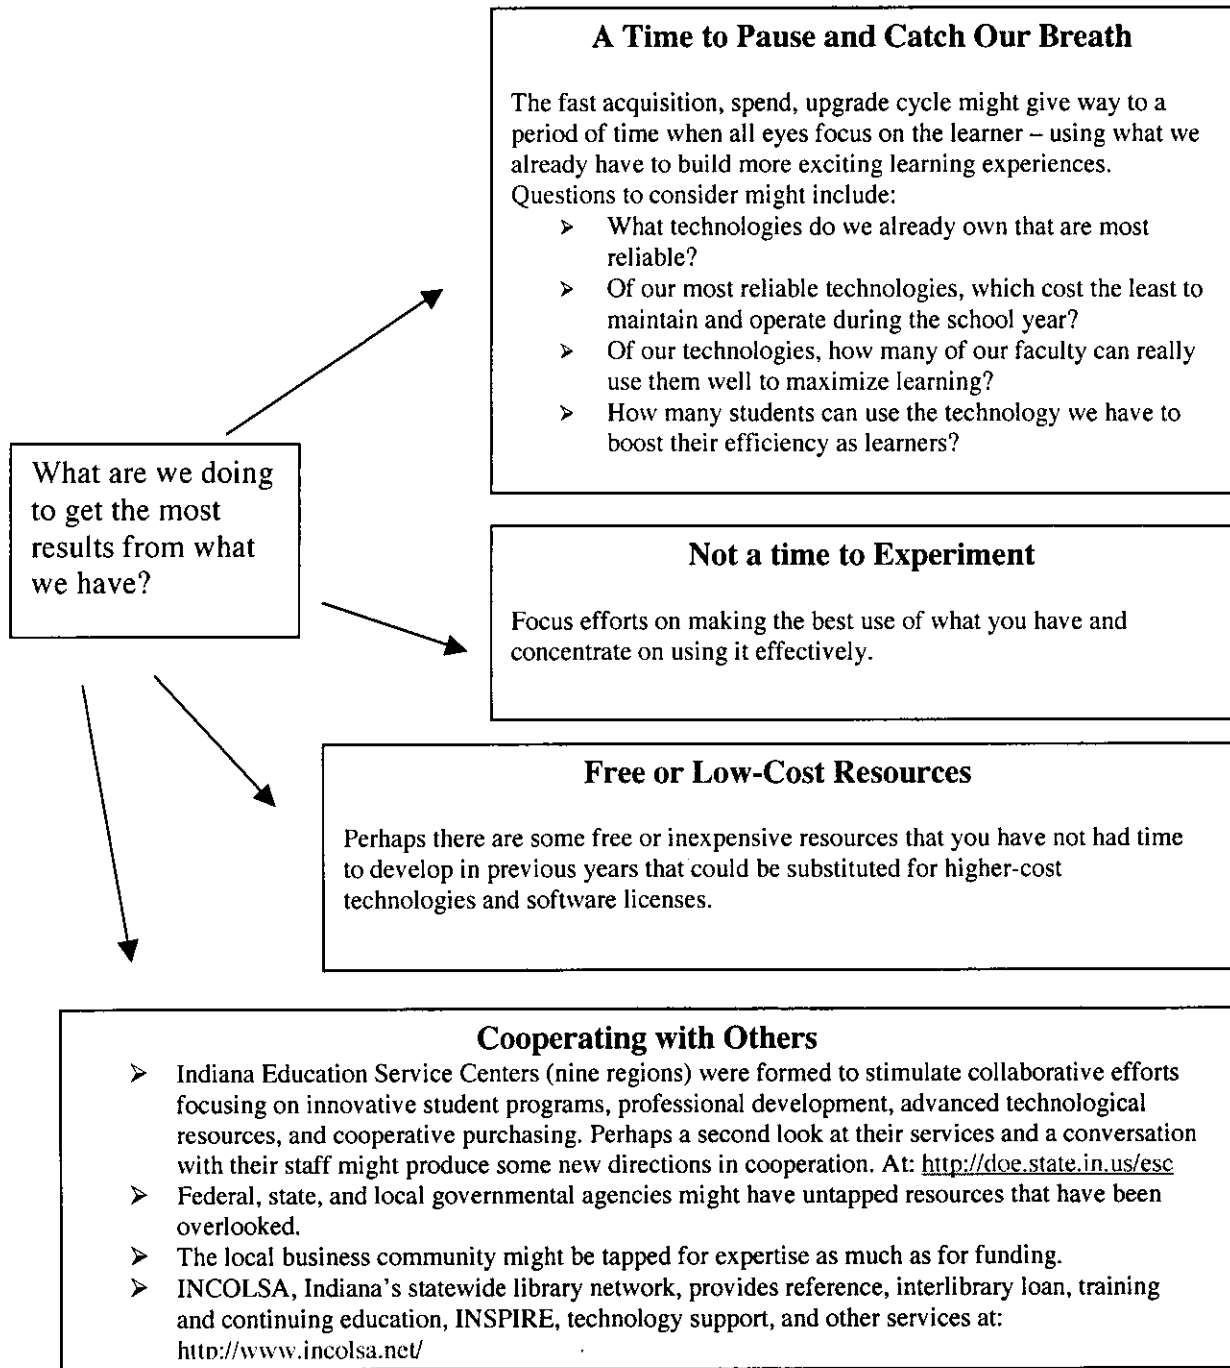 A Time to Pause and Catch Our Breath
The fast acquisition, spend, upgrade cycle might give way to a
period of time when all eyes focus on the learner – using what we
already have to build more exciting learning experiences.
Questions to consider might include:
➢ What technologies do we already own that are most
reliable?
➢ Of our most reliable technologies, which cost the least to
maintain and operate during the school year?
➢ Of our technologies, how many of our faculty can really
use them well to maximize learning?
➢ How many students can use the technology we have to
boost their efficiency as learners?
What are we doing
to get the most
results from what
we have?
Not a time to Experiment
Focus efforts on making the best use of what you have and
concentrate on using it effectively.
Free or Low-Cost Resources
Perhaps there are some free or inexpensive resources that you have not had time
to develop in previous years that could be substituted for higher-cost
technologies and software licenses.
Cooperating with Others
➢ Indiana Education Service Centers (nine regions) were formed to stimulate collaborative efforts
focusing on innovative student programs, professional development, advanced technological
resources, and cooperative purchasing. Perhaps a second look at their services and a conversation
with their staff might produce some new directions in cooperation. At: http://doe.state.in.us/esc
➢ Federal, state, and local governmental agencies might have untapped resources that have been
overlooked.
➢ The local business community might be tapped for expertise as much as for funding.
➢ INCOLSA, Indiana's statewide library network, provides reference, interlibrary loan, training
and continuing education, INSPIRE, technology support, and other services at:
http://www.incolsa.net/